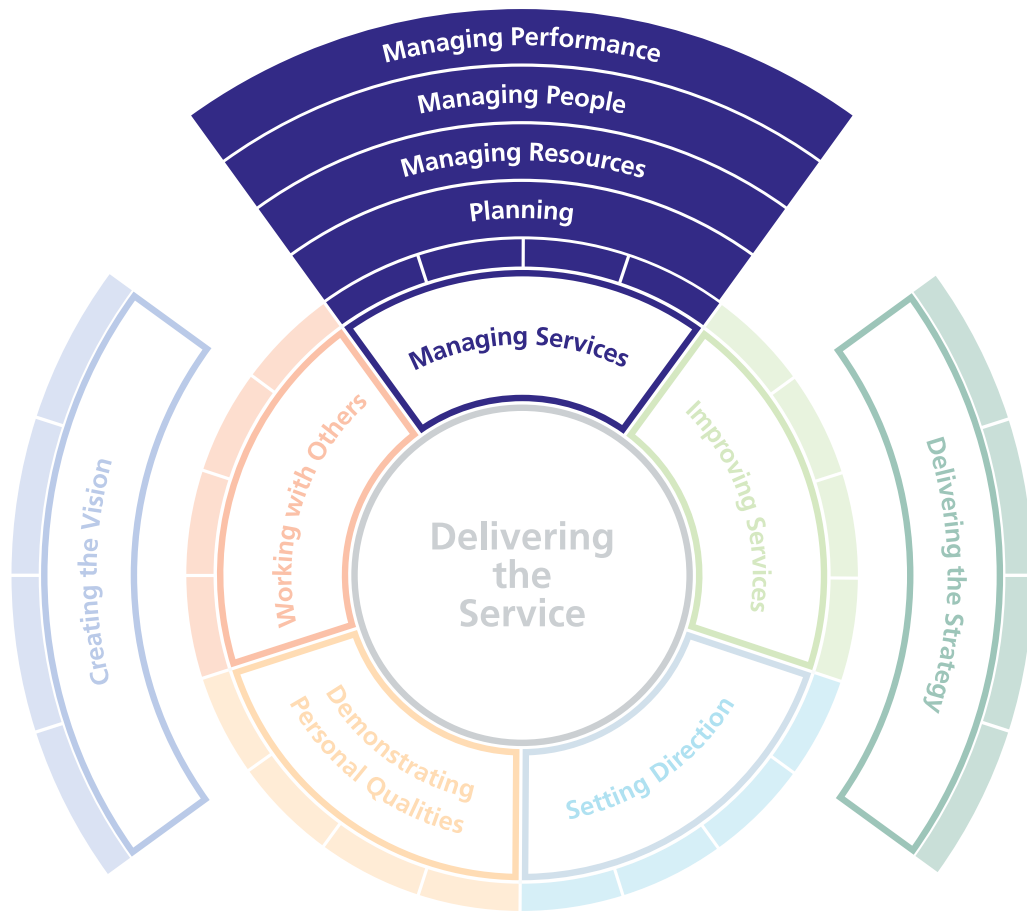 Managing Performance
Managing People
Managing Resources
Planning
Managing Services
Working with Others
Improving Services
Creating the Vision
Delivering the Strategy
Delivering
the
Service
Demonstrating
Personal Qualities
Setting Direction